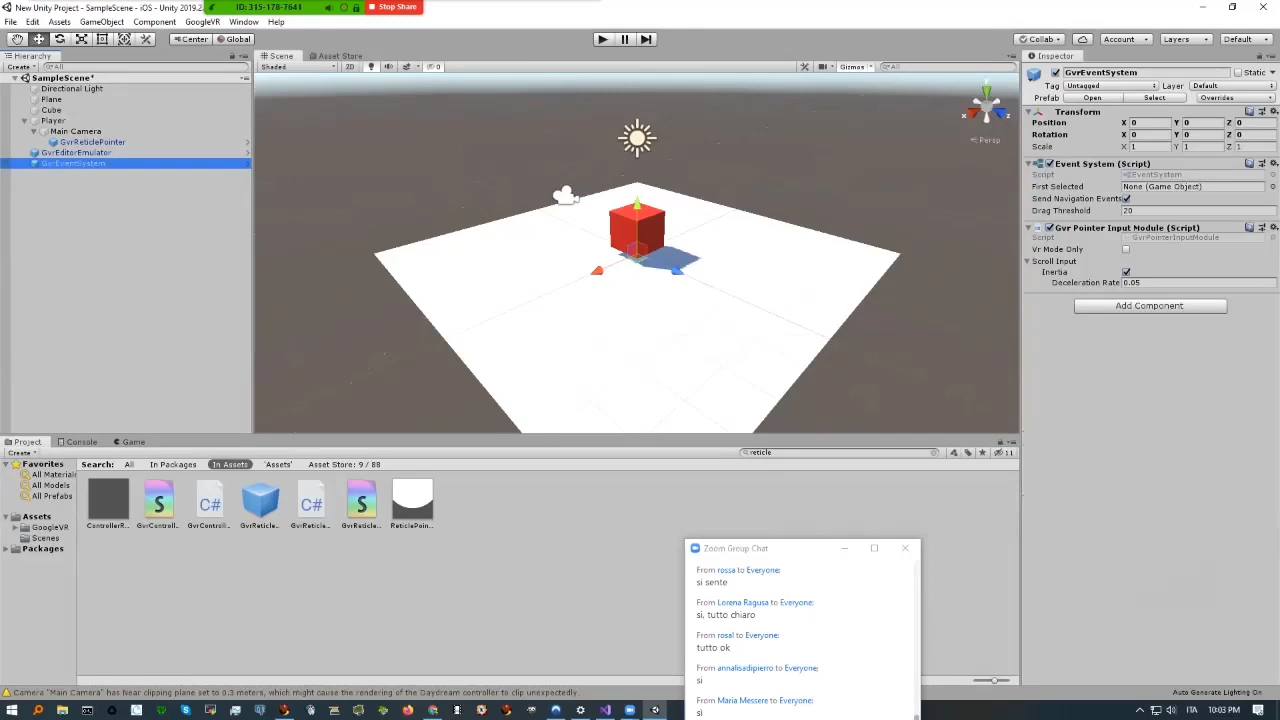 New Unity Project - SampleScene - iOS - Unity 2019.2
ID: 315-178-7641
Stop Share
File Edit Assets GameObject Component GoogleVR Window Help
Center Global
Collab Account Layers Default
Hierarchy
Create All
SampleScene*
Directional Light
Plane
Cube
Player
Main Camera
GvrReticlePointer
GvrEditorEmulator
GvrEventSystem
Scene Asset Store
Shaded 2D 0 Gizmos All
y
x z
Persp
Inspector
GvrEventSystem Static
Tag Untagged Layer Default
Prefab Open Select Overrides
Transform
Position X 0 Y 0 Z 0
Rotation X 0 Y 0 Z 0
Scale X 1 Y 1 Z 1
Event System (Script)
Script EventSystem
First Selected None (Game Object)
Send Navigation Events
Drag Threshold 20
Gvr Pointer Input Module (Script)
Script GvrPointerInputModule
Vr Mode Only
Scroll Input
Inertia
Deceleration Rate 0.05
Add Component
Project Console Game
Create reticle 11
Favorites
All Materials
All Models
All Prefabs
Assets
GoogleVR
Scenes
Packages
Search: All In Packages In Assets 'Assets' Asset Store: 9 / 88
ControllerR... GvrControl... GvrControl... GvrReticle... GvrReticle... GvrReticle... ReticlePoin...
Zoom Group Chat
From rossa to Everyone:
si sente
From Lorena Ragusa to Everyone:
si, tutto chiaro
From rosal to Everyone:
tutto ok
From annalisadipierro to Everyone:
si
From Maria Messere to Everyone:
sì
Camera "Main Camera" has Near clipping plane set to 0.3 meters, which might cause the rendering of the Daydream controller to clip unexpectedly.
Auto Generate Lighting On
ITA 10:03 PM